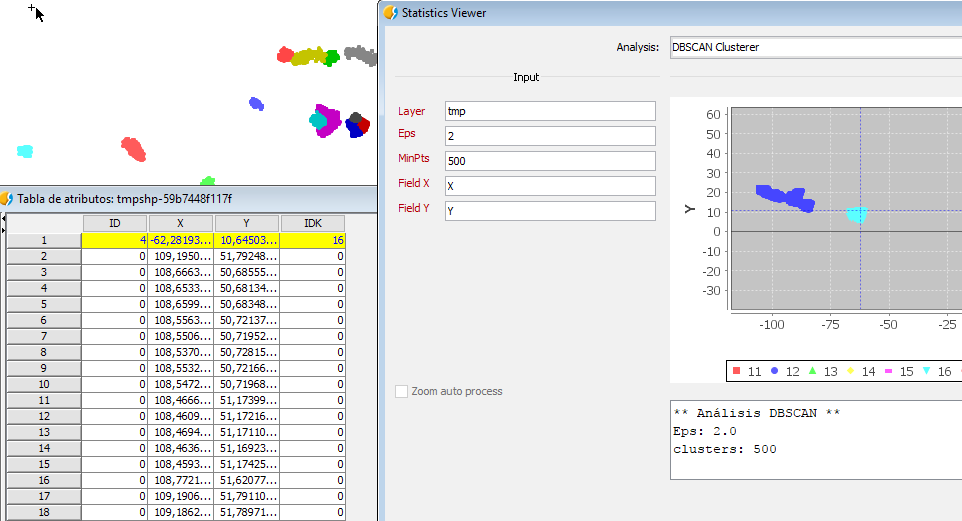 Statistics Viewer
Analysis: DBSCAN Clusterer
Input
Layer tmp
Eps 2
MinPts 500
Field X X
Field Y Y
Zoom auto process
60
50
40
30
20
10
0
-10
-20
-30
Y
-100 -75 -50 -25
11 12 13 14 15 16
** Análisis DBSCAN **
Eps: 2.0
clusters: 500
Tabla de atributos: tmpshp-59b7448f117f
ID X Y IDK
1 4 -62,28193... 10,64503... 16
2 0 109,1950... 51,79248... 0
3 0 108,6663... 50,68555... 0
4 0 108,6533... 50,68134... 0
5 0 108,6599... 50,68348... 0
6 0 108,5563... 50,72137... 0
7 0 108,5506... 50,71952... 0
8 0 108,5370... 50,72815... 0
9 0 108,5532... 50,72166... 0
10 0 108,5472... 50,71968... 0
11 0 108,4666... 51,17399... 0
12 0 108,4609... 51,17216... 0
13 0 108,4694... 51,17110... 0
14 0 108,4636... 51,16923... 0
15 0 108,4593... 51,17425... 0
16 0 108,7721... 51,62077... 0
17 0 109,1906... 51,79110... 0
18 0 109,1862... 51,78971... 0